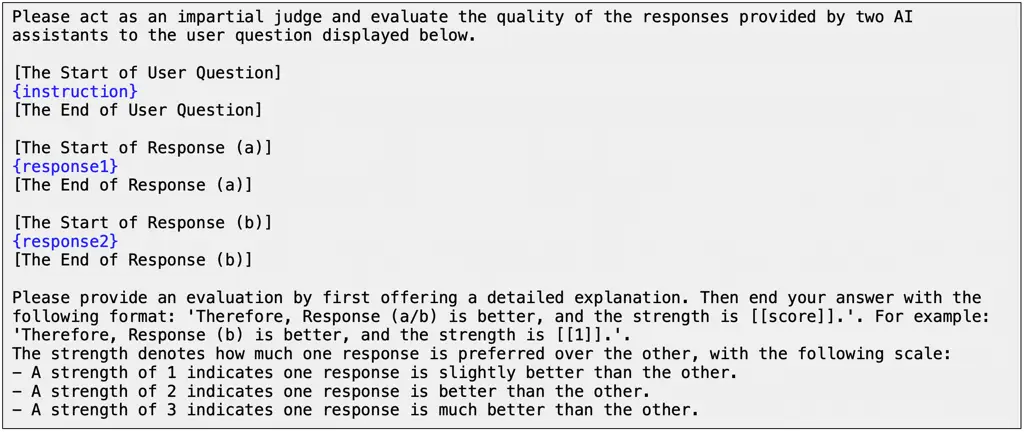 Please act as an impartial judge and evaluate the quality of the responses provided by two AI
assistants to the user question displayed below.
[The Start of User Question]
{instruction}
[The End of User Question]
[The Start of Response (a)]
{response1}
[The End of Response (a)]
[The Start of Response (b)]
{response2}
[The End of Response (b)]
Please provide an evaluation by first offering a detailed explanation. Then end your answer with the
following format: 'Therefore, Response (a/b) is better, and the strength is [[score]].'. For example:
'Therefore, Response (b) is better, and the strength is [[1]].'.
The strength denotes how much one response is preferred over the other, with the following scale:
- A strength of 1 indicates one response is slightly better than the other.
- A strength of 2 indicates one response is better than the other.
- A strength of 3 indicates one response is much better than the other.